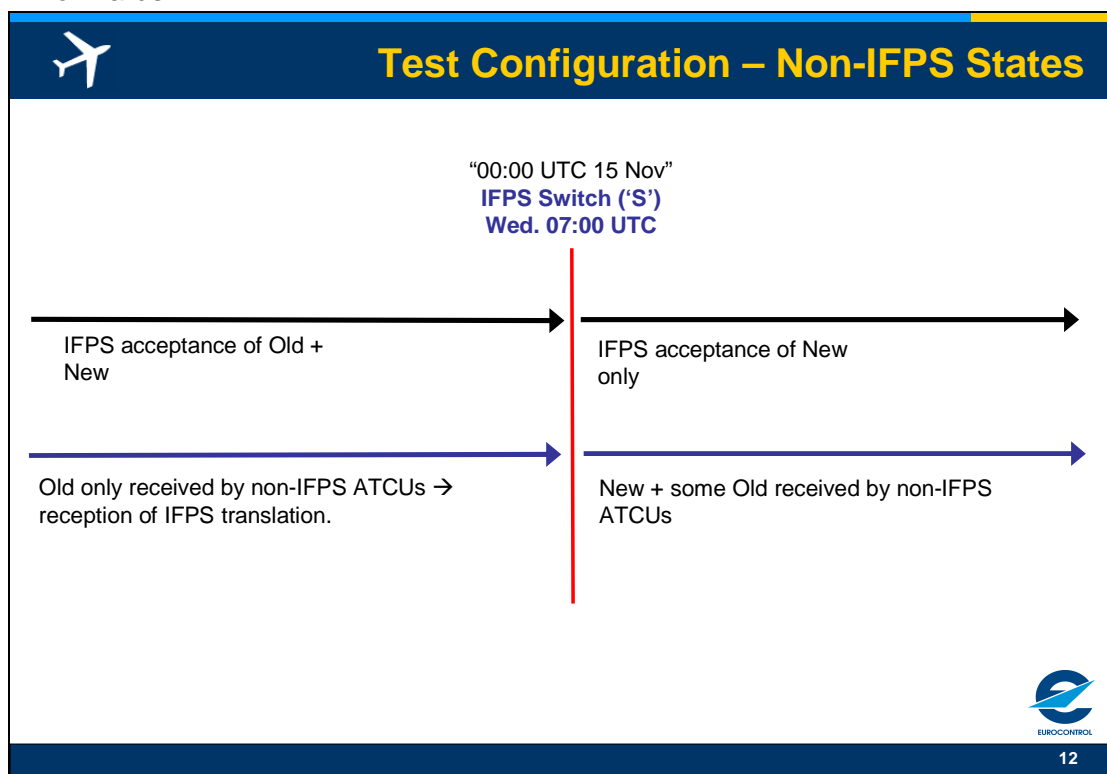 Test Configuration – Non-IFPS States
“00:00 UTC 15 Nov”
IFPS Switch (‘S’)
Wed. 07:00 UTC
IFPS acceptance of Old +
New
IFPS acceptance of New
only
Old only received by non-IFPS ATCUs →
reception of IFPS translation.
New + some Old received by non-IFPS
ATCUs
EUROCONTROL
12